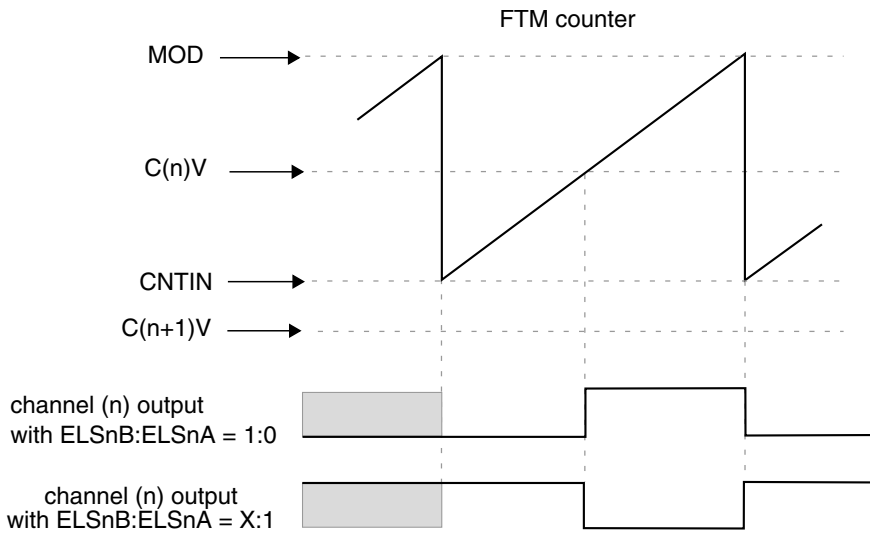 FTM counter
MOD
C(n)V
CNTIN
C(n+1)V
channel (n) output
with ELSnB:ELSnA = 1:0
channel (n) output
with ELSnB:ELSnA = X:1